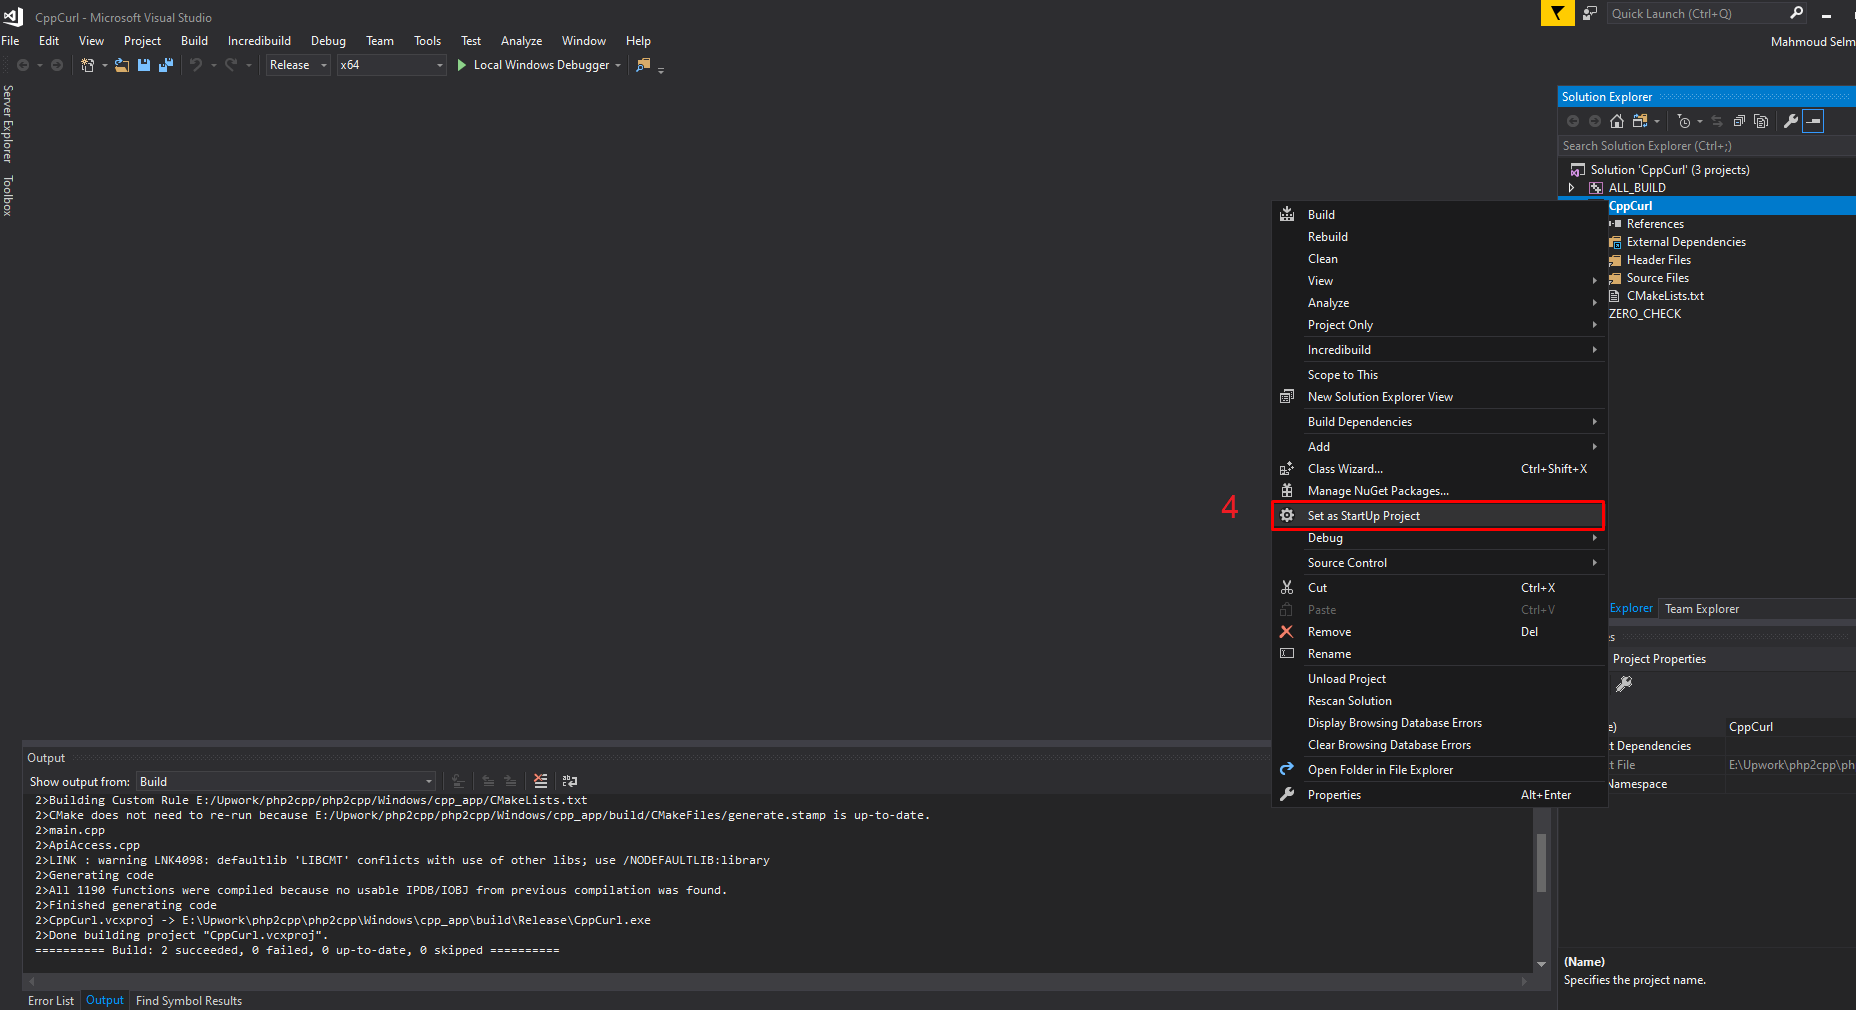 CppCurl - Microsoft Visual Studio
Quick Launch (Ctrl+Q)
File Edit View Project Build Incredibuild Debug Team Tools Test Analyze Window Help
Mahmoud Selm
Release x64 Local Windows Debugger
Server Explorer
Toolbox
Solution Explorer
Search Solution Explorer (Ctrl+;)
Solution 'CppCurl' (3 projects)
ALL_BUILD
CppCurl
References
External Dependencies
Header Files
Source Files
CMakeLists.txt
ZERO_CHECK
Build
Rebuild
Clean
View
Analyze
Project Only
Incredibuild
Scope to This
New Solution Explorer View
Build Dependencies
Add
Class Wizard... Ctrl+Shift+X
Manage NuGet Packages...
4
Set as StartUp Project
Debug
Source Control
Cut Ctrl+X
Paste Ctrl+V
Remove Del
Rename
Unload Project
Rescan Solution
Display Browsing Database Errors
Clear Browsing Database Errors
Open Folder in File Explorer
Properties Alt+Enter
Explorer Team Explorer
es
Project Properties
e) CppCurl
t Dependencies
t File E:\Upwork\php2cpp\ph
Namespace
(Name)
Specifies the project name.
Output
Show output from: Build
2>Building Custom Rule E:/Upwork/php2cpp/php2cpp/Windows/cpp_app/CMakeLists.txt
2>CMake does not need to re-run because E:/Upwork/php2cpp/php2cpp/Windows/cpp_app/build/CMakeFiles/generate.stamp is up-to-date.
2>main.cpp
2>ApiAccess.cpp
2>LINK : warning LNK4098: defaultlib 'LIBCMT' conflicts with use of other libs; use /NODEFAULTLIB:library
2>Generating code
2>All 1190 functions were compiled because no usable IPDB/IOBJ from previous compilation was found.
2>Finished generating code
2>CppCurl.vcxproj -> E:\Upwork\php2cpp\php2cpp\Windows\cpp_app\build\Release\CppCurl.exe
2>Done building project "CppCurl.vcxproj".
========== Build: 2 succeeded, 0 failed, 0 up-to-date, 0 skipped ==========
Error List Output Find Symbol Results